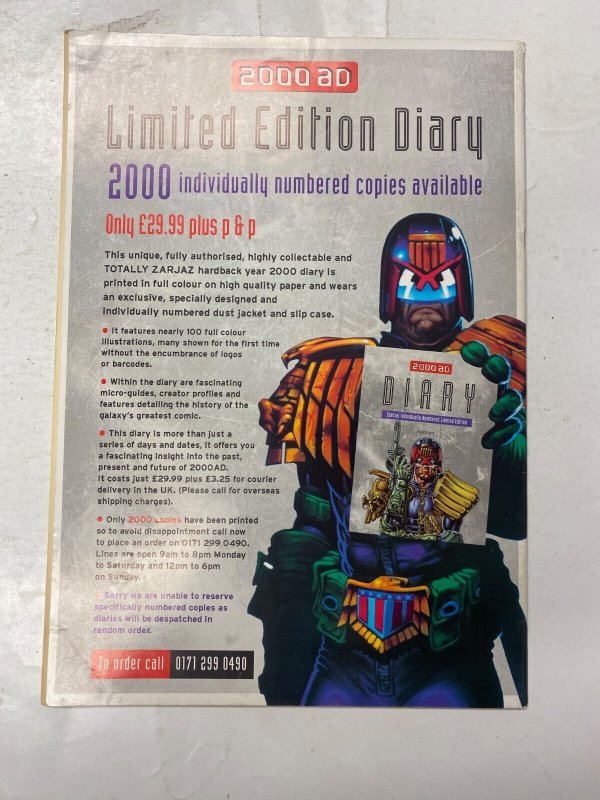 2000 AD
Limited Edition Diary
2000 individually numbered copies available
Only £29.99 plus p & p
This unique, fully authorised, highly collectable and
TOTALLY ZARJAZ hardback year 2000 diary is
printed in full colour on high quality paper and wears
an exclusive, specially designed and
individually numbered dust jacket and slip case.
• It features nearly 100 full colour
illustrations, many shown for the first time
without the encumbrance of logos
or barcodes.
• Within the diary are fascinating
micro-guides, creator profiles and
features detailing the history of the
galaxy's greatest comic.
• This diary is more than just a
series of days and dates, it offers you
a fascinating insight into the past,
present and future of 2000AD.
It costs just £29.99 plus £3.25 for courier
delivery in the UK. (Please call for overseas
shipping charges).
• Only 2000 copies have been printed
so to avoid disappointment call now
to place an order on 0171 299 0490.
Lines are open 9am to 8pm Monday
to Saturday and 12pm to 6pm
on Sunday.
Sorry we are unable to reserve
specifically numbered copies as
diaries will be despatched in
random order.
To order call 0171 299 0490
2000 AD
DIARY
Special Individually Numbered Limited Edition